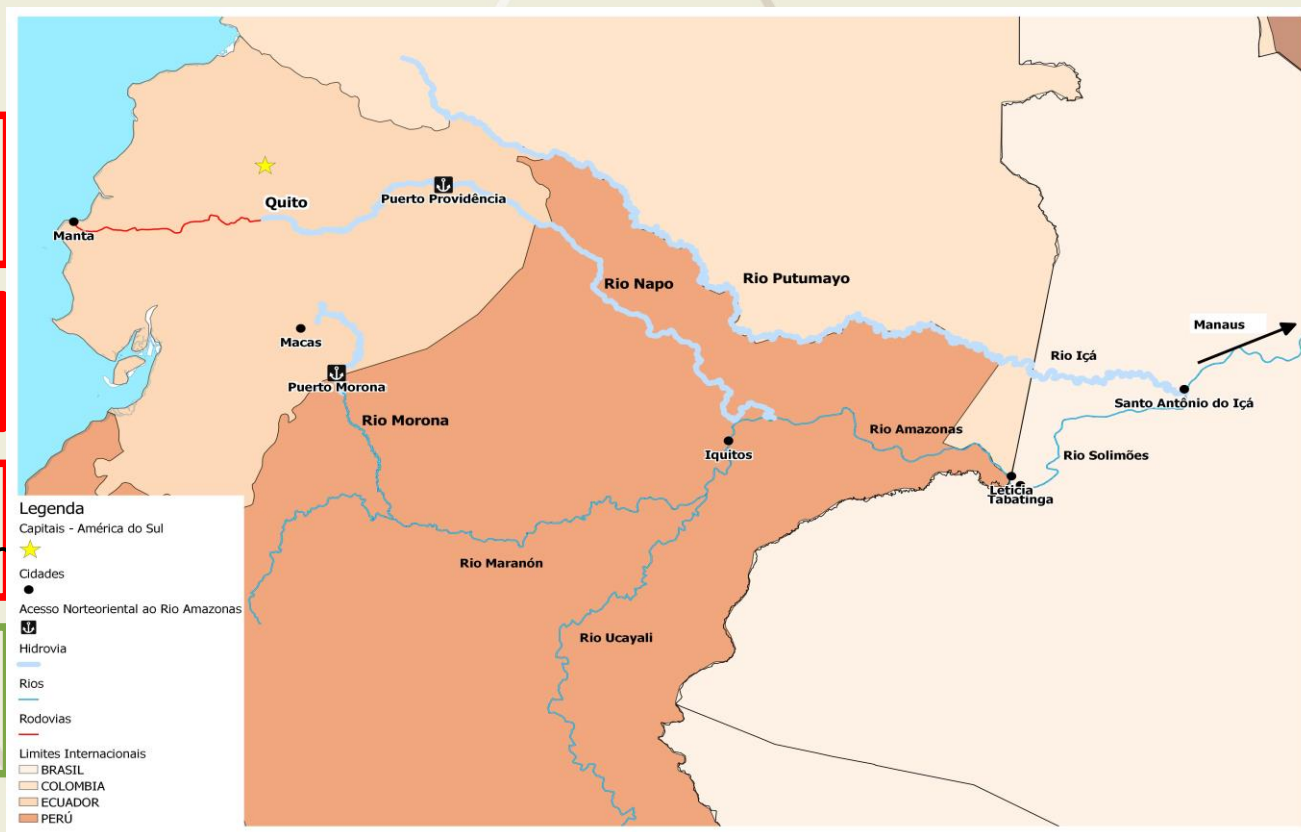 Quito
Puerto Providência
Manta
Rio Napo
Rio Putumayo
Manaus
Macas
Rio Içá
Puerto Morona
Santo Antônio do Içá
Rio Morona
Rio Amazonas
Iquitos
Rio Solimões
Letícia
Tabatinga
Rio Maranón
Rio Ucayali
Legenda
Capitais - América do Sul
Cidades
Acesso Norteoriental ao Rio Amazonas
Hidrovia
Rios
Rodovias
Limites Internacionais
BRASIL
COLOMBIA
ECUADOR
PERÚ